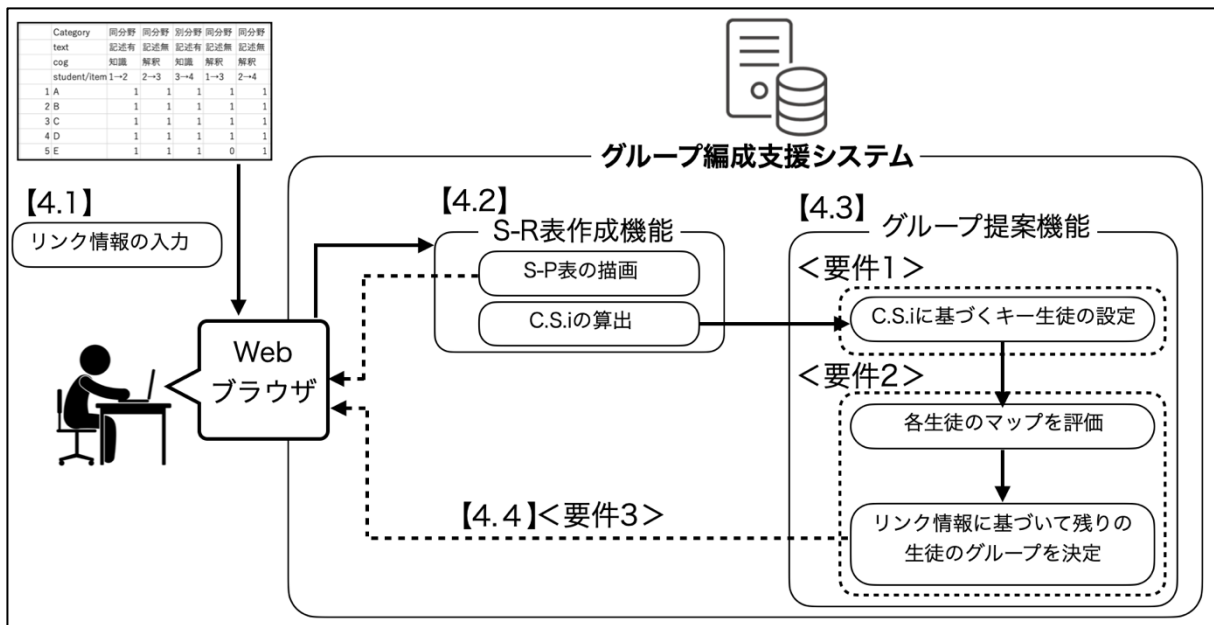 Category 同分野 同分野 別分野 同分野 同分野
text 記述有 記述無 記述有 記述無 記述無
cog 知識 解釈 知識 解釈 解釈
student/item 1→2 2→3 3→4 1→3 2→4
1 A 1 1 1 1 1
2 B 1 1 1 1 1
3 C 1 1 1 1 1
4 D 1 1 1 1 1
5 E 1 1 1 0 1
グループ編成支援システム
【4.1】
リンク情報の入力
Web
ブラウザ
【4.2】
S-R表作成機能
S-P表の描画
C.S.iの算出
【4.3】
グループ提案機能
＜要件1＞
C.S.iに基づくキー生徒の設定
＜要件2＞
各生徒のマップを評価
リンク情報に基づいて残りの
生徒のグループを決定
【4.4】＜要件3＞